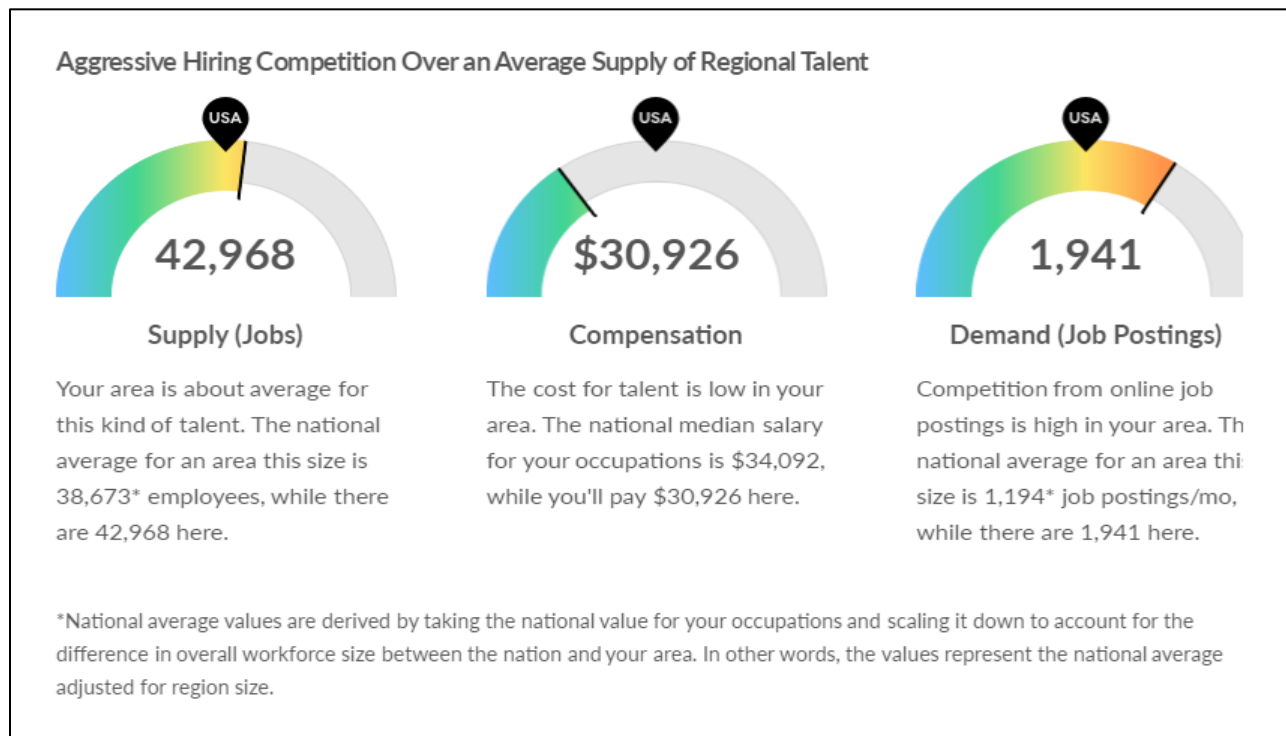 Aggressive Hiring Competition Over an Average Supply of Regional Talent
USA
USA
USA
42,968
$30,926
1,941
Supply (Jobs)
Compensation
Demand (Job Postings)
Your area is about average for
this kind of talent. The national
average for an area this size is
38,673* employees, while there
are 42,968 here.
The cost for talent is low in your
area. The national median salary
for your occupations is $34,092,
while you'll pay $30,926 here.
Competition from online job
postings is high in your area. Th
national average for an area thi
size is 1,194* job postings/mo,
while there are 1,941 here.
*National average values are derived by taking the national value for your occupations and scaling it down to account for the
difference in overall workforce size between the nation and your area. In other words, the values represent the national average
adjusted for region size.